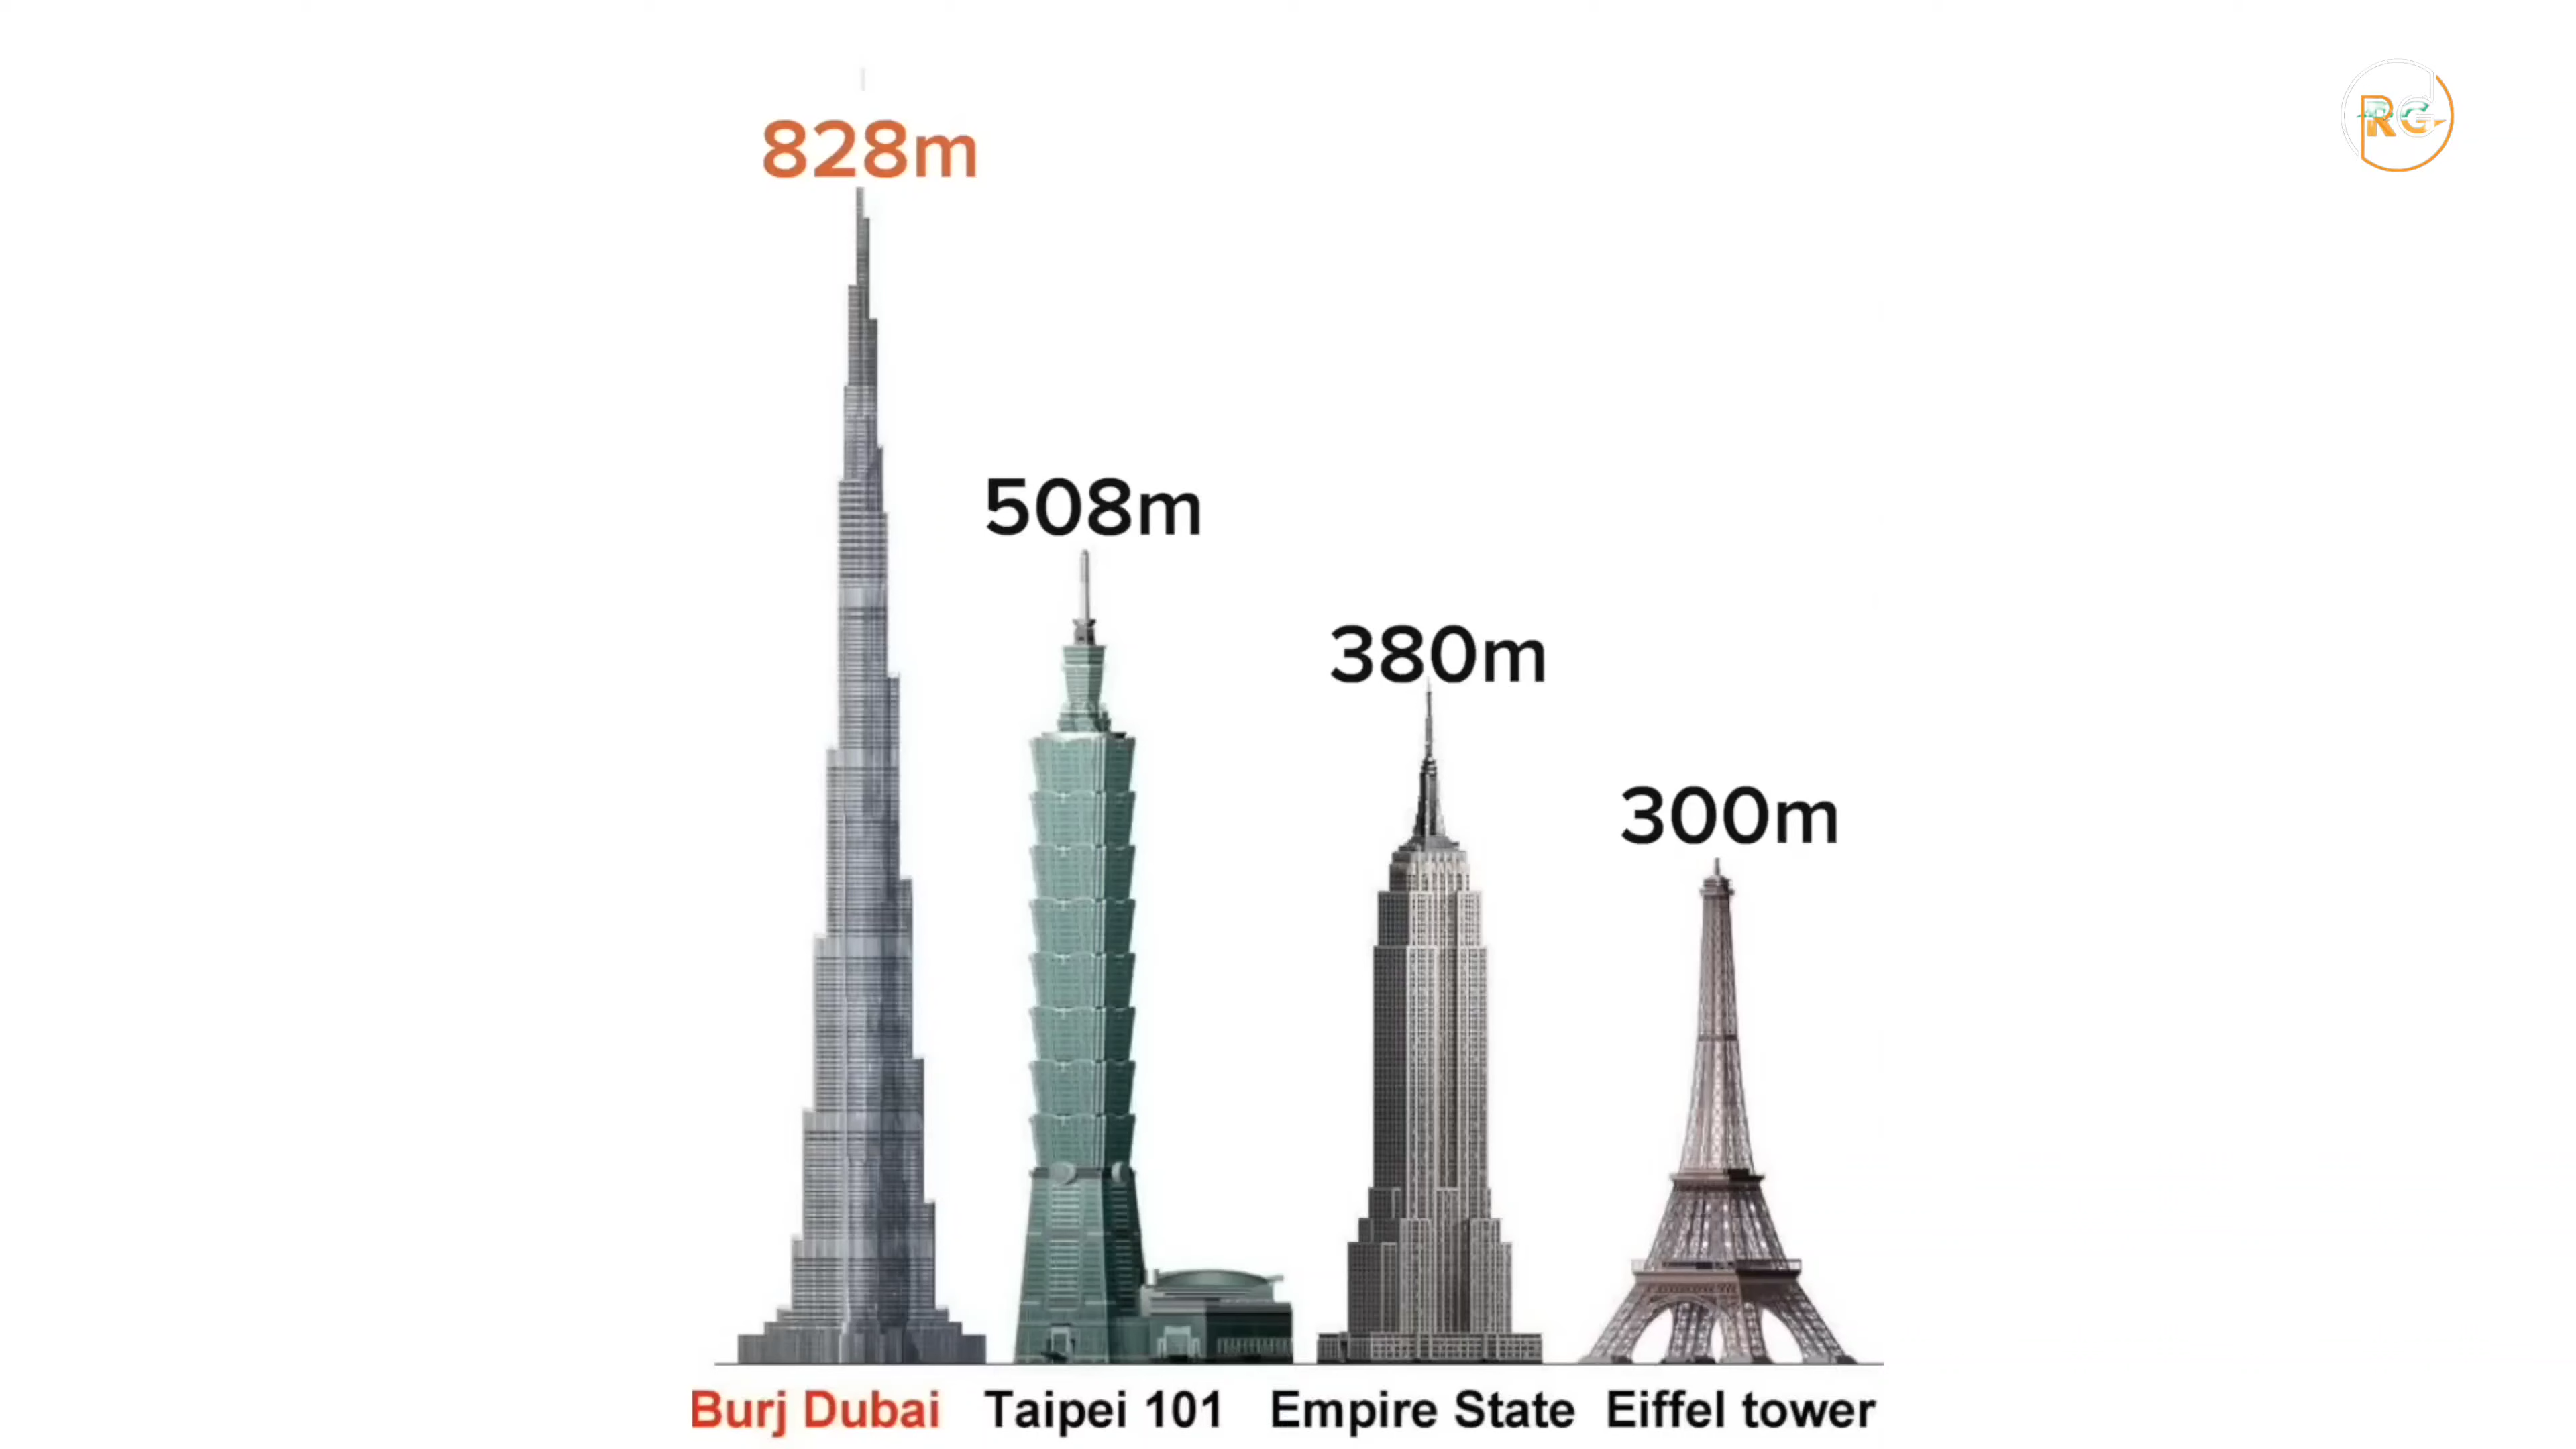 828m
508m
380m
300m
Burj Dubai Taipei 101 Empire State Eiffel tower
RG